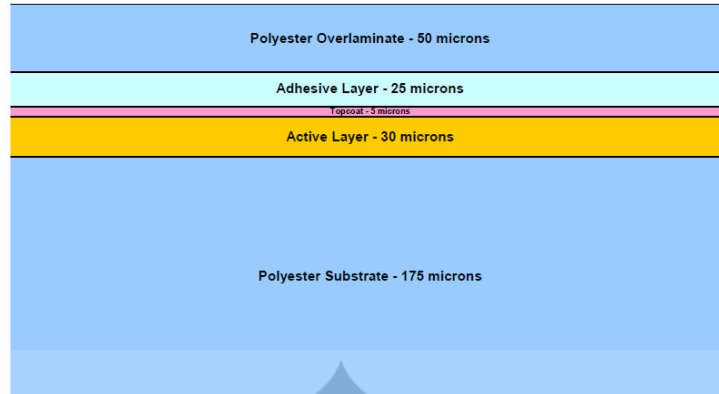 Polyester Overlaminate - 50 microns
Adhesive Layer - 25 microns
Topcoat - 5 microns
Active Layer - 30 microns
Polyester Substrate - 175 microns